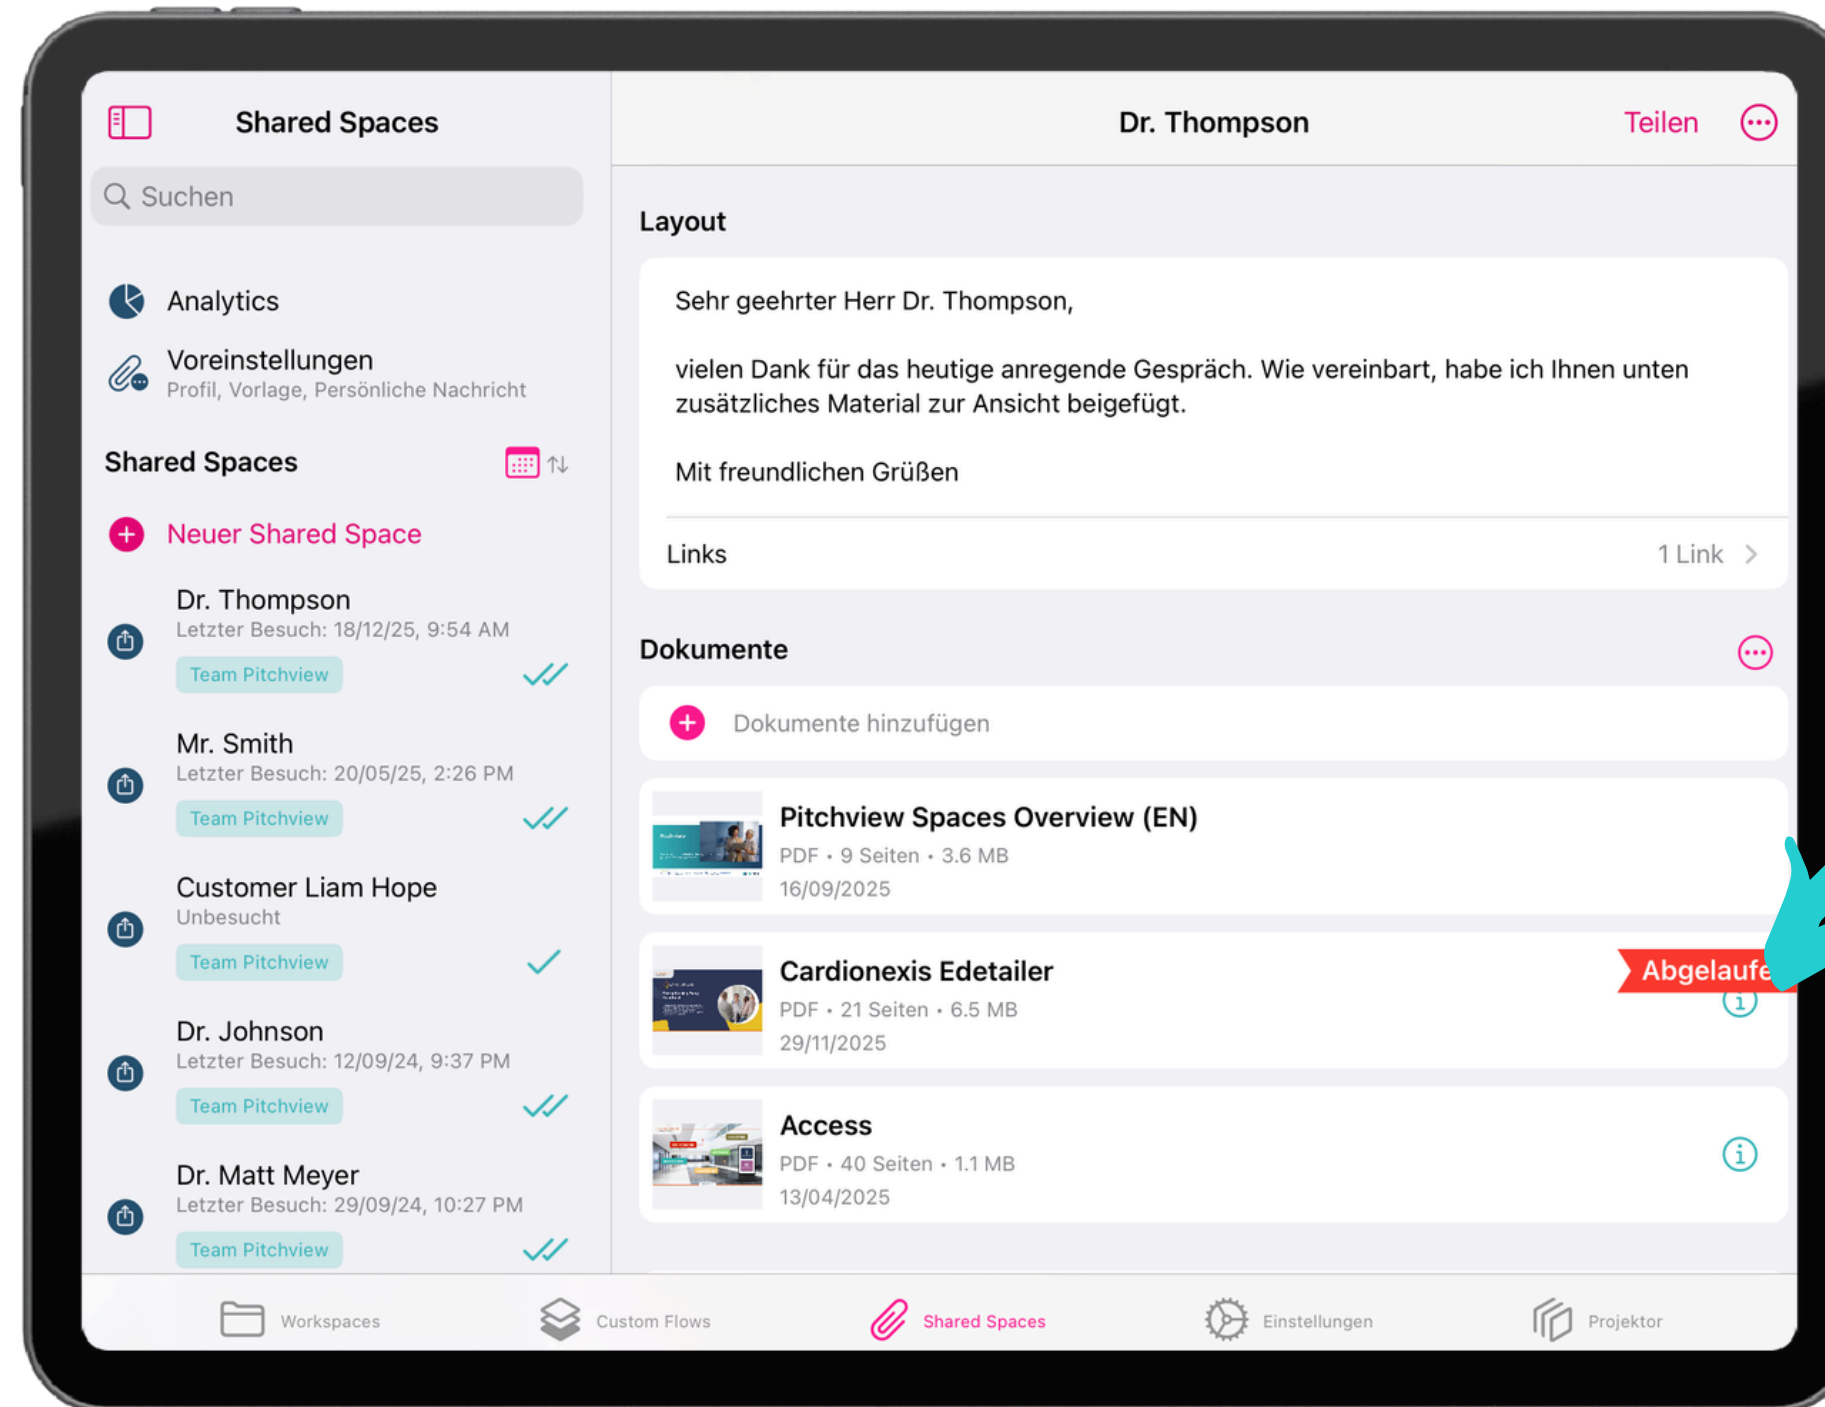 Shared Spaces
Suchen
Analytics
Voreinstellungen
Profil, Vorlage, Persönliche Nachricht
Shared Spaces
Neuer Shared Space
Dr. Thompson
Letzter Besuch: 18/12/25, 9:54 AM
Team Pitchview
Mr. Smith
Letzter Besuch: 20/05/25, 2:26 PM
Team Pitchview
Customer Liam Hope
Unbesucht
Team Pitchview
Dr. Johnson
Letzter Besuch: 12/09/24, 9:37 PM
Team Pitchview
Dr. Matt Meyer
Letzter Besuch: 29/09/24, 10:27 PM
Team Pitchview
Dr. Thompson
Teilen
Layout
Sehr geehrter Herr Dr. Thompson,
vielen Dank für das heutige anregende Gespräch. Wie vereinbart, habe ich Ihnen unten
zusätzliches Material zur Ansicht beigefügt.
Mit freundlichen Grüßen
Links
1 Link
Dokumente
Dokumente hinzufügen
Pitchview Spaces Overview (EN)
PDF • 9 Seiten • 3.6 MB
16/09/2025
Cardionexis Edetailer
PDF • 21 Seiten • 6.5 MB
29/11/2025
Abgelaufe
Access
PDF • 40 Seiten • 1.1 MB
13/04/2025
Workspaces
Custom Flows
Shared Spaces
Einstellungen
Projektor